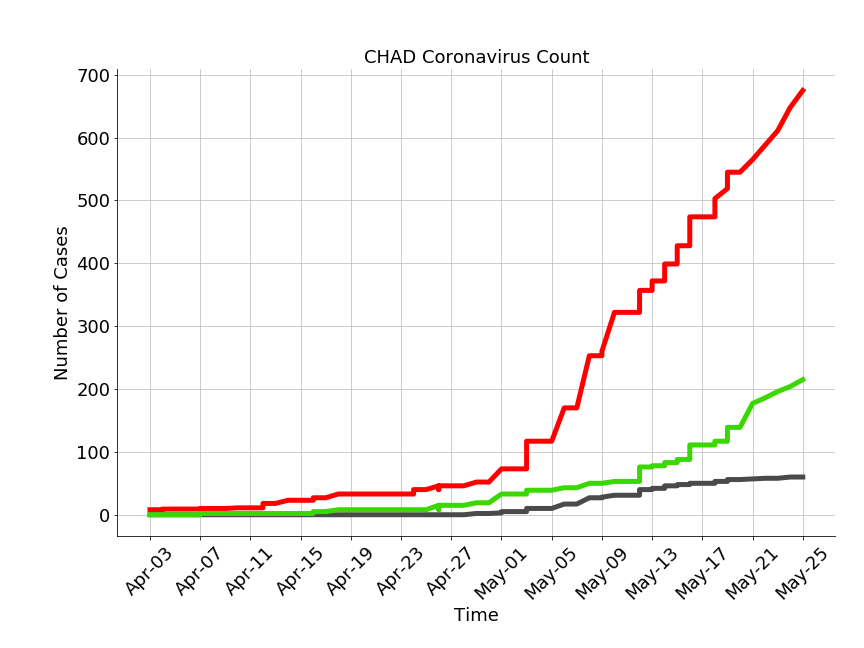 CHAD Coronavirus Count
700
600
500
400
300
200
100
0
Number of Cases
Apr-03
Apr-07
Apr-11
Apr-15
Apr-19
Apr-23
Apr-27
May-01
May-05
May-09
May-13
May-17
May-21
May-25
Time